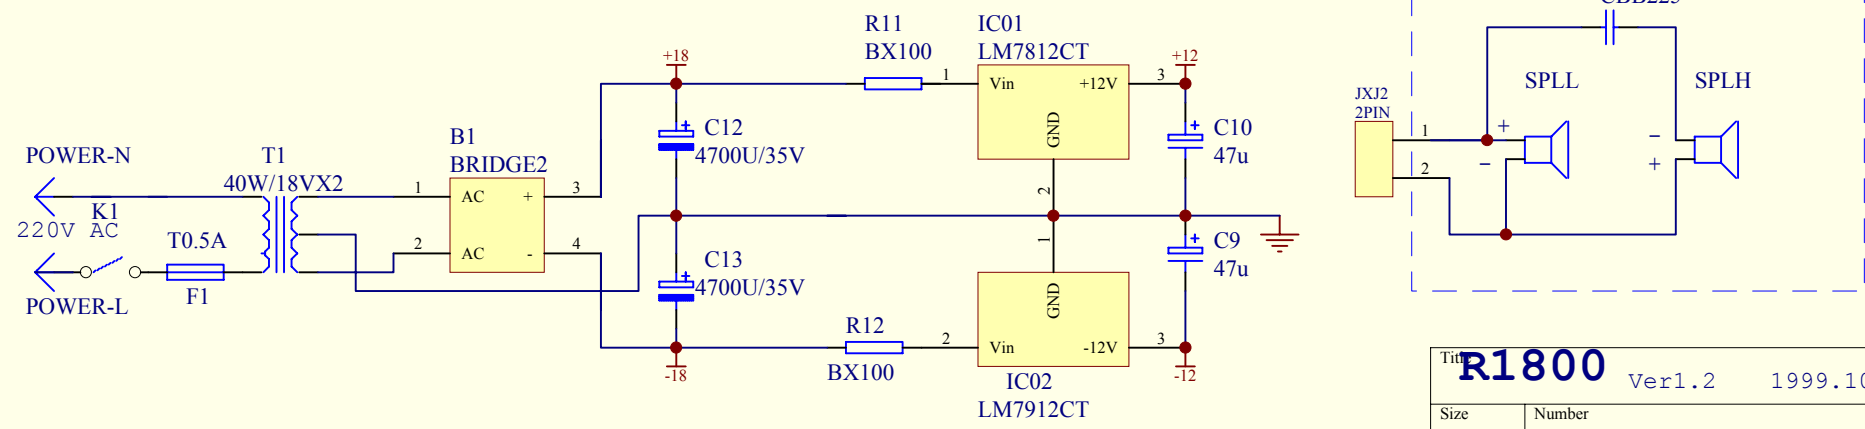 POWER-N
220V AC
K1
POWER-L
T0.5A
F1
T1
40W/18VX2
B1
BRIDGE2
1
AC
+
3
2
AC
-
4
+18
C12
+
4700U/35V
C13
+
4700U/35V
-18
R11
BX100
R12
BX100
IC01
LM7812CT
1
Vin
+12V
3
GND
2
1
GND
2
Vin
-12V
3
IC02
LM7912CT
+12
C10
+
47u
C9
+
47u
-12
CBB225
JXJ2
2PIN
1
2
SPLL
+
-
SPLH
-
+
Title
R1800
Ver1.2
Size
Number